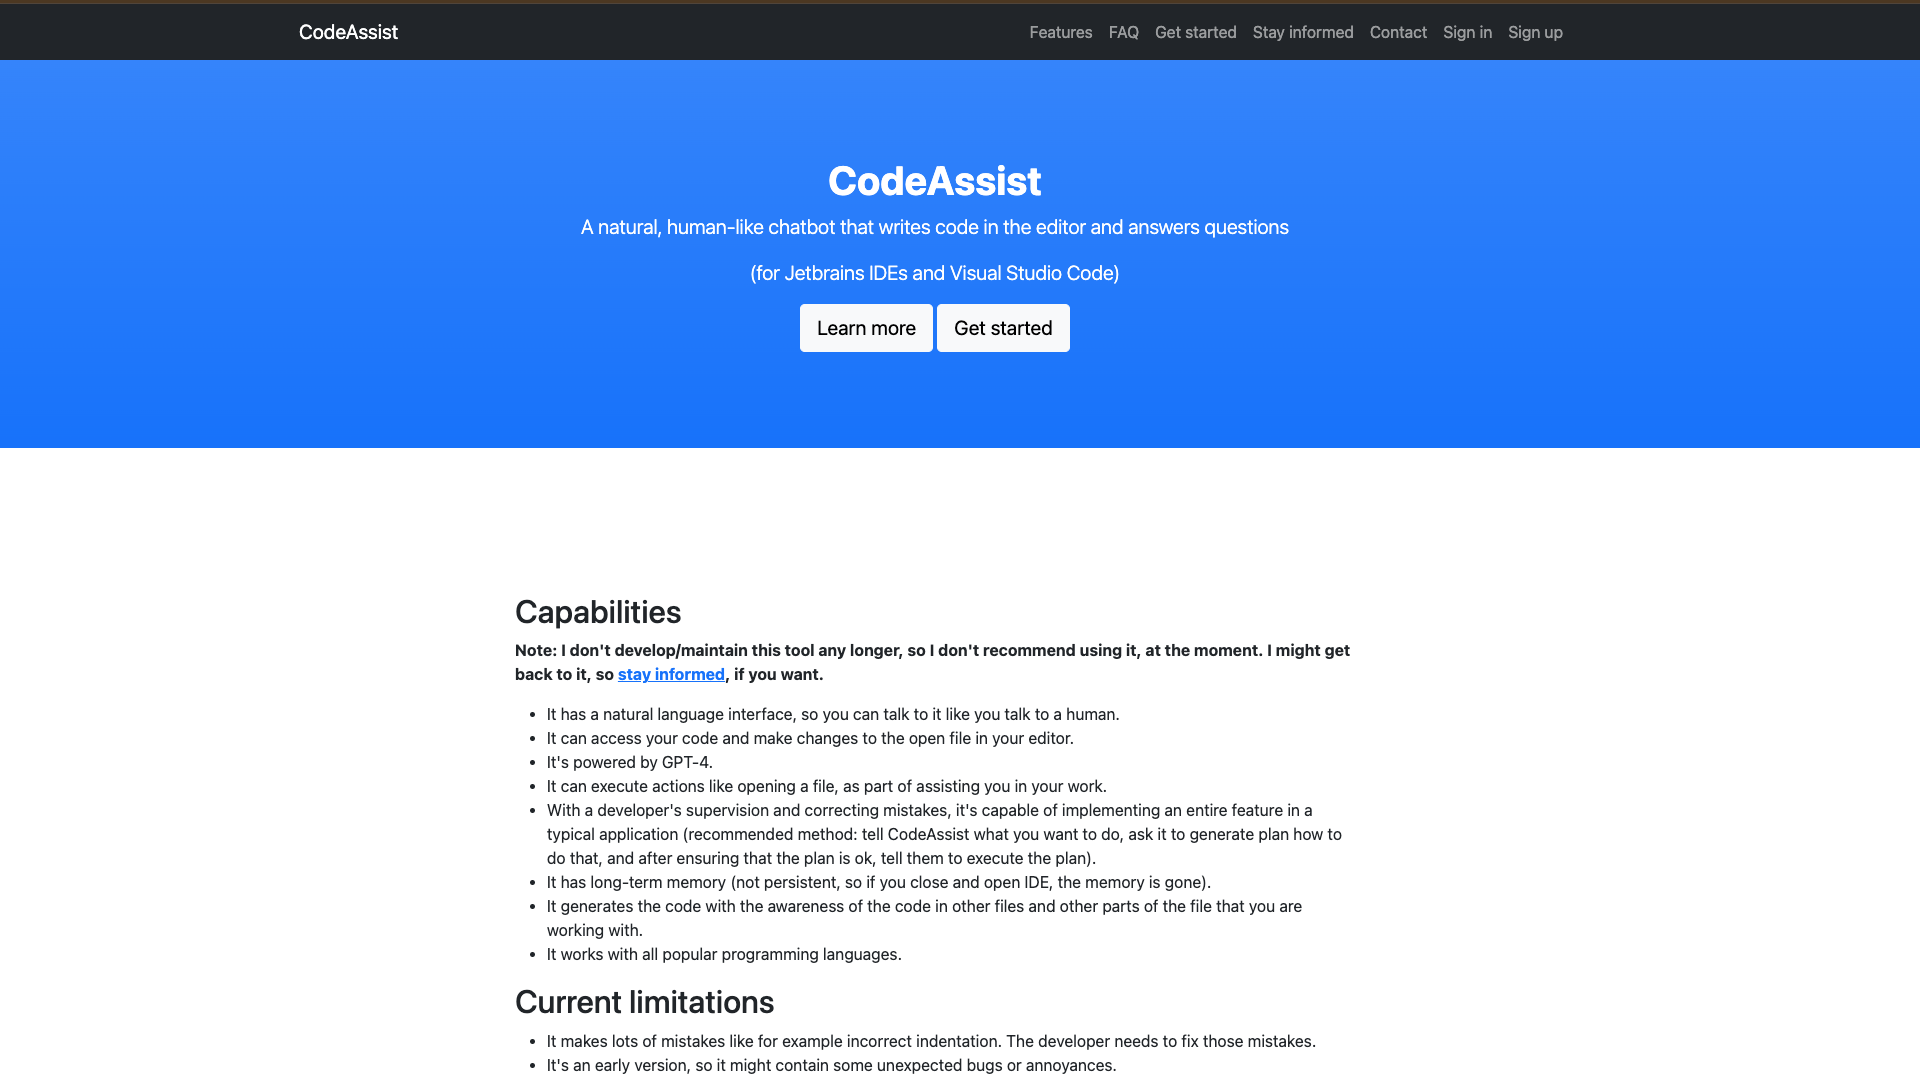 CodeAssist
Features FAQ Get started Stay informed Contact Sign in Sign up
CodeAssist
A natural, human-like chatbot that writes code in the editor and answers questions
(for Jetbrains IDEs and Visual Studio Code)
Learn more Get started
Capabilities
Note: I don't develop/maintain this tool any longer, so I don't recommend using it, at the moment. I might get
back to it, so stay informed, if you want.
• It has a natural language interface, so you can talk to it like you talk to a human.
• It can access your code and make changes to the open file in your editor.
• It's powered by GPT-4.
• It can execute actions like opening a file, as part of assisting you in your work.
• With a developer's supervision and correcting mistakes, it's capable of implementing an entire feature in a
typical application (recommended method: tell CodeAssist what you want to do, ask it to generate plan how to
do that, and after ensuring that the plan is ok, tell them to execute the plan).
• It has long-term memory (not persistent, so if you close and open IDE, the memory is gone).
• It generates the code with the awareness of the code in other files and other parts of the file that you are
working with.
• It works with all popular programming languages.
Current limitations
• It makes lots of mistakes like for example incorrect indentation. The developer needs to fix those mistakes.
• It's an early version, so it might contain some unexpected bugs or annoyances.